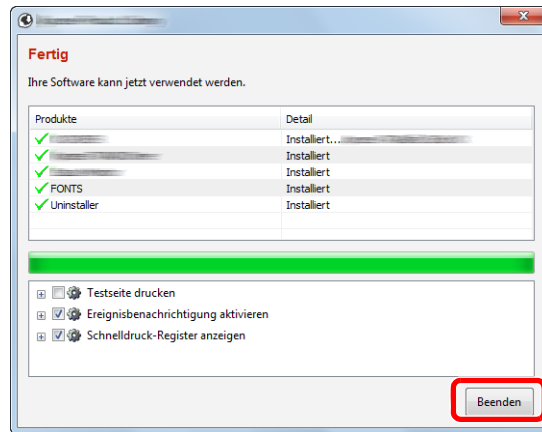 Fertig
Ihre Software kann jetzt verwendet werden.
Produkte Detail
Installiert...
Installiert
Installiert
FONTS Installiert
Uninstaller Installiert
Testseite drucken
Ereignisbenachrichtigung aktivieren
Schnelldruck-Register anzeigen
Beenden